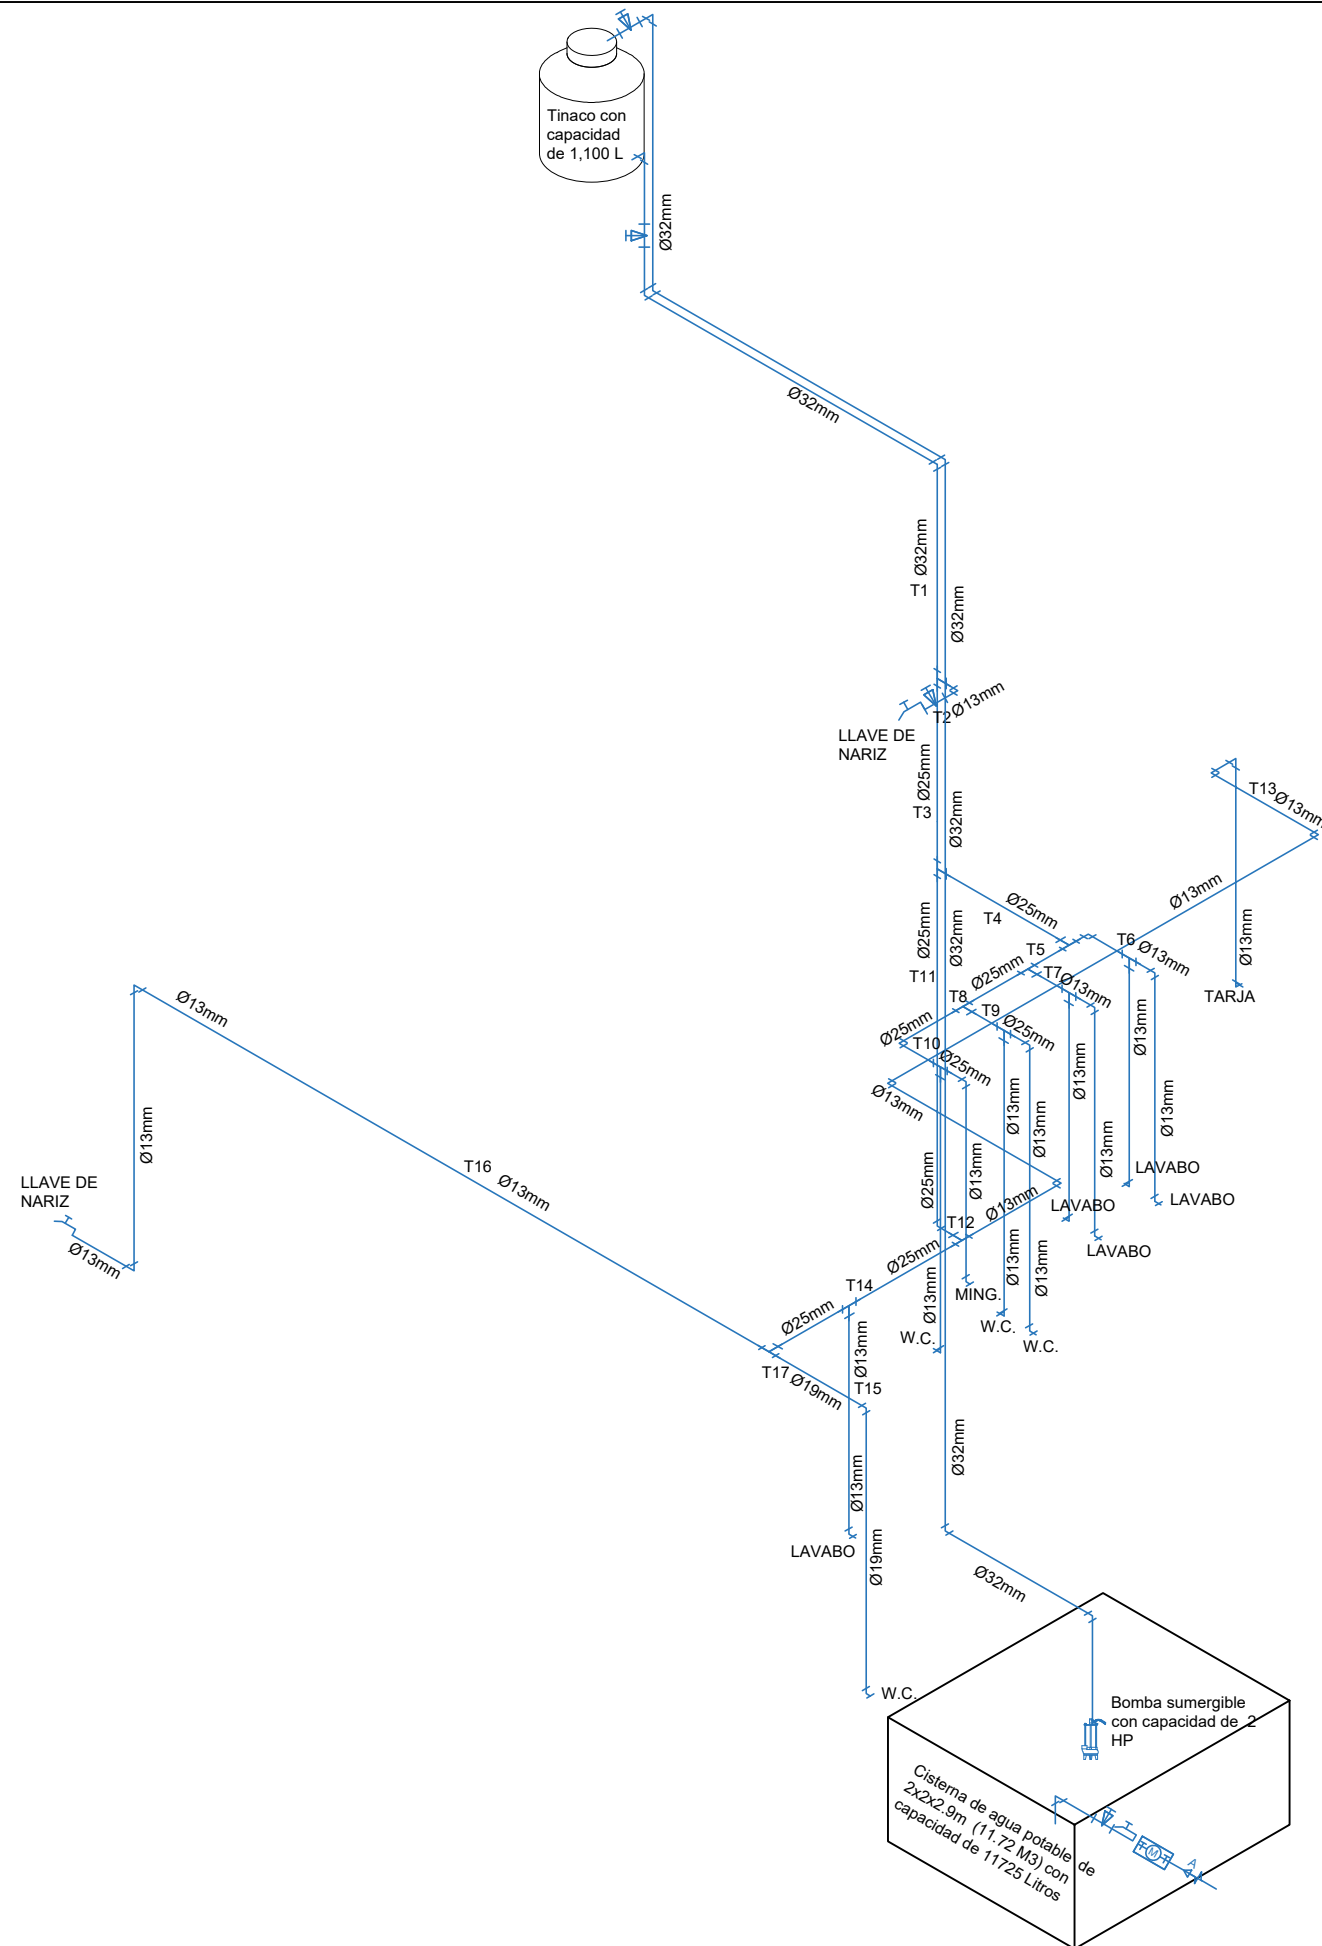 Tinaco con
capacidad
de 1,100 L
Ø32mm
Ø32mm
Ø32mm
T1
Ø32mm
Ø13mm
T2
LLAVE DE
NARIZ
Ø25mm
T3
Ø32mm
T13
Ø13mm
Ø13mm
Ø25mm
T4
Ø25mm
Ø32mm
T11
T5
T6
Ø13mm
Ø13mm
TARJA
Ø25mm
T7
Ø13mm
T8
T9
Ø25mm
Ø25mm
T10
Ø25mm
Ø13mm
Ø13mm
Ø13mm
Ø13mm
Ø13mm
Ø13mm
Ø13mm
Ø13mm
Ø13mm
T16
Ø13mm
LLAVE DE
NARIZ
Ø13mm
Ø13mm
Ø25mm
Ø13mm
Ø13mm
LAVABO
LAVABO
LAVABO
LAVABO
T12
Ø13mm
Ø25mm
Ø13mm
Ø13mm
Ø13mm
T14
MING.
Ø25mm
W.C.
W.C.
W.C.
Ø13mm
T17
Ø19mm
T15
Ø32mm
Ø13mm
LAVABO
Ø19mm
Ø32mm
W.C.
Bomba sumergible
con capacidad de 2
HP
Cisterna de agua potable de
2x2x2.9m (11.72 M3) con
capacidad de 11725 Litros
M
A